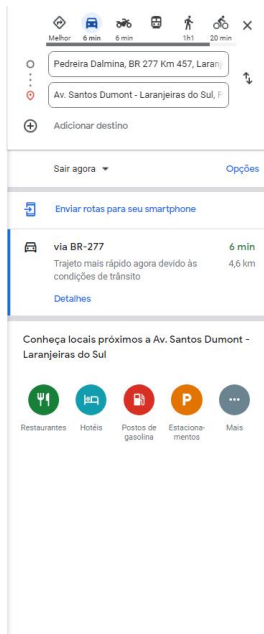 Melhor
6 min
6 min
1h1
20 min
Pedreira Dalmina, BR 277 Km 457, Laranj
Av. Santos Dumont - Laranjeiras do Sul, P
Adicionar destino
Sair agora
Opções
Enviar rotas para seu smartphone
via BR-277
6 min
Trajeto mais rápido agora devido às
4,6 km
condições de trânsito
Detalhes
Conheça locais próximos a Av. Santos Dumont -
Laranjeiras do Sul
Restaurantes
Hotéis
Postos de
gasolina
Estaciona-
mentos
Mais
P